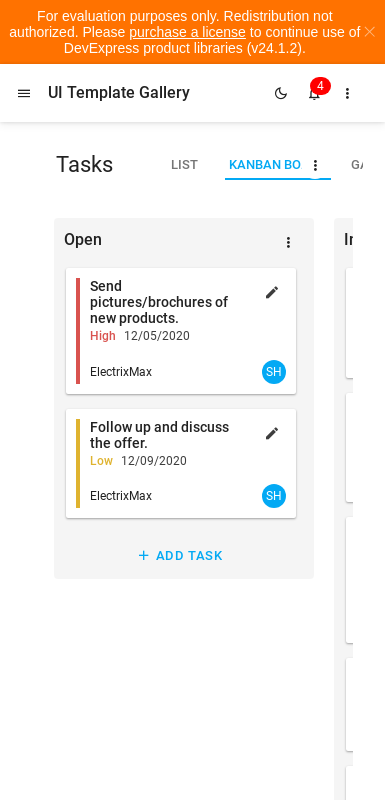 For evaluation purposes only. Redistribution not
authorized. Please purchase a license to continue use of
DevExpress product libraries (v24.1.2).
UI Template Gallery
4
Tasks
LIST
KANBAN BO
Open
Send
pictures/brochures of
new products.
High 12/05/2020
ElectrixMax
SH
Follow up and discuss
the offer.
Low 12/09/2020
ElectrixMax
SH
+ ADD TASK